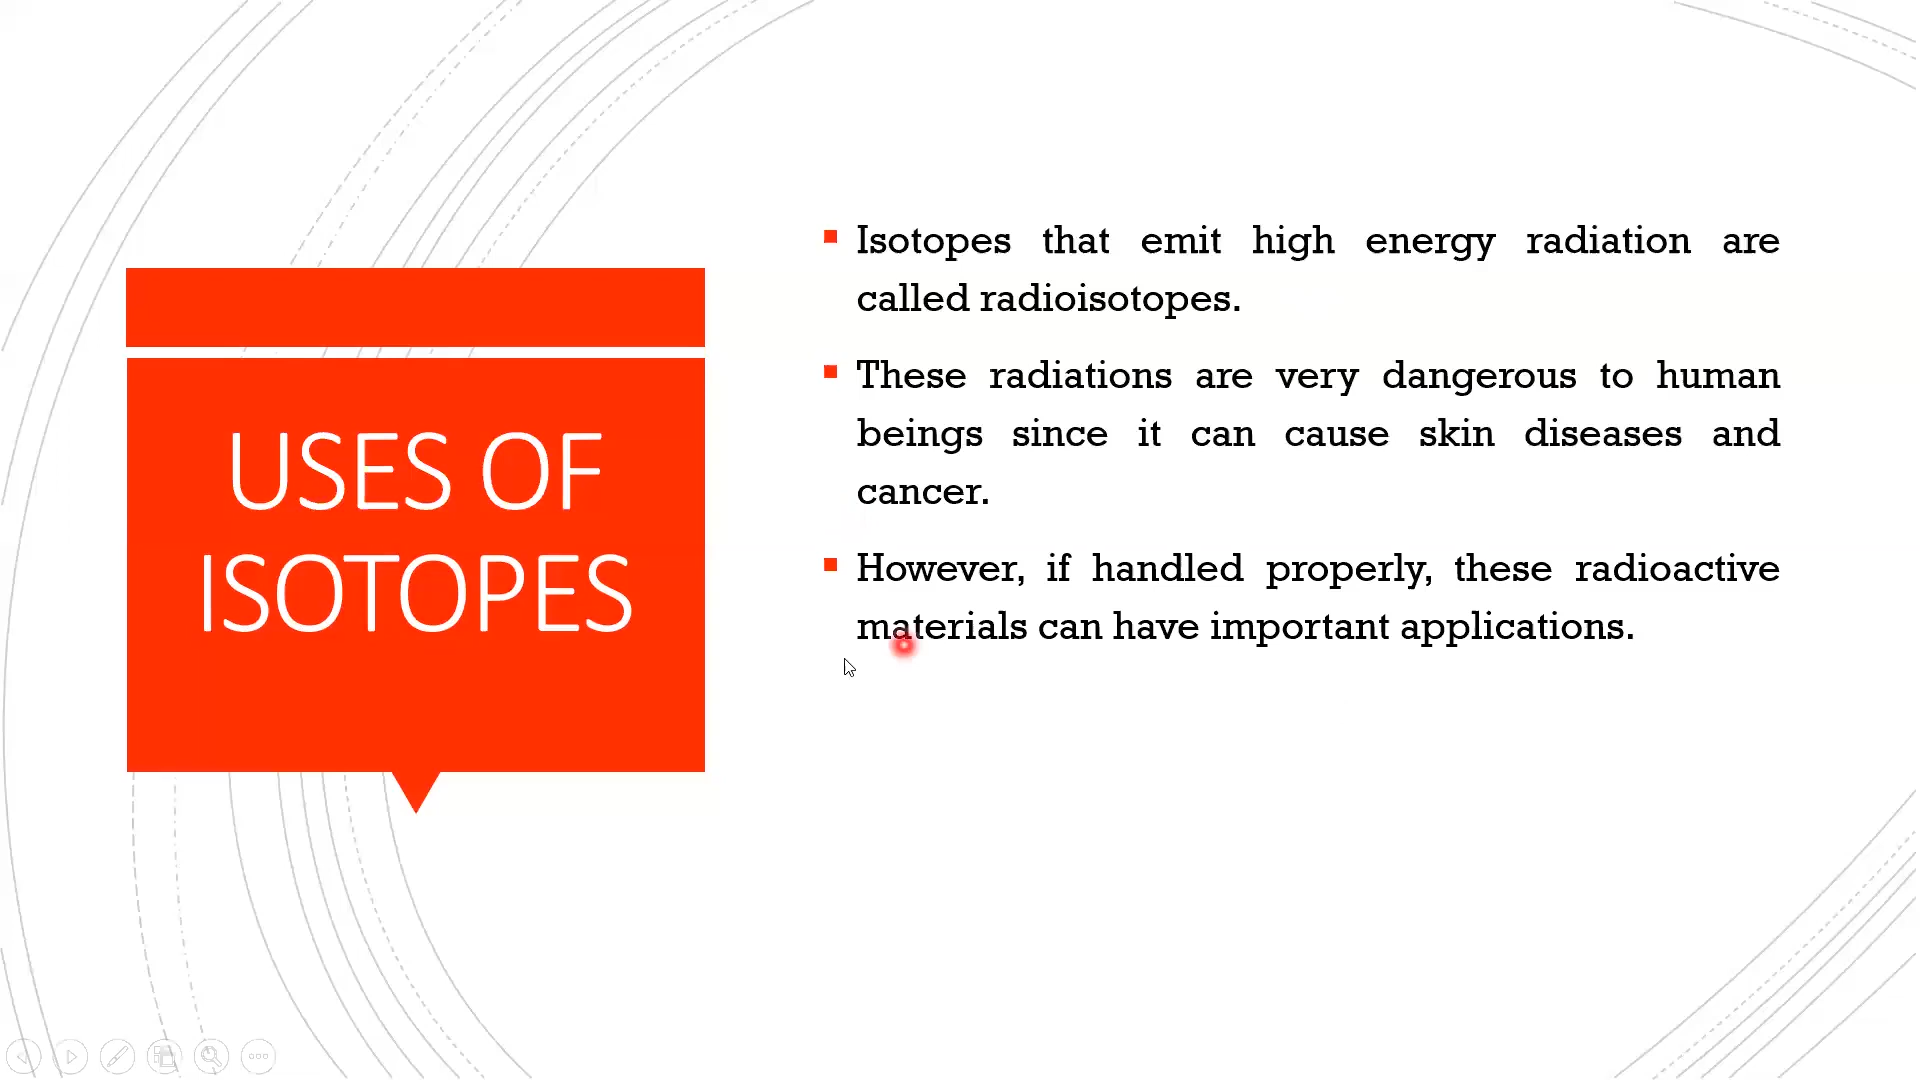 USES OF
ISOTOPES
Isotopes that emit high energy radiation are
called radioisotopes.
These radiations are very dangerous to human
beings since it can cause skin diseases and
cancer.
However, if handled properly, these radioactive
materials can have important applications.